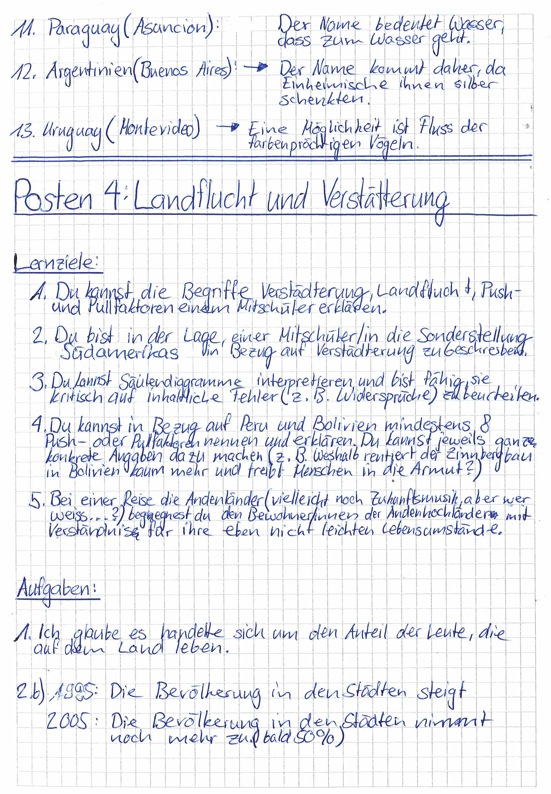 11. Paraguay (Asuncion): Der Name bedeutet Wasser,
dass zum Wasser geht.
12. Argentinien (Buenos Aires): → Der Name kommt daher, da
Einheimische ihnen silber
schenkten.
13. Uruguay (Montevideo) → Eine Möglichkeit ist Fluss der
farbenprächtigen Vögeln.
Posten 4: Landflucht und Verstätterung
Lernziele:
1. Du kannst die Begriffe Verstädterung, Landflucht, Push-
und Pullfaktoren einem Mitschüler erklären.
2. Du bist in der Lage, einer Mitschüler/in die Sonderstellung
Südamerikas in Bezug auf Verstädterung zu beschreiben.
3. Du kannst Säulendiagramme interpretieren und bist fähig, sie
kritisch auf inhaltliche Fehler (z. B. Widersprüche) zu beurteilen.
4. Du kannst in Bezug auf Peru und Bolivien mindestens 8
Push- oder Pullfaktoren nennen und erklären. Du kannst jeweils ganz
konkrete Angaben dazu machen (z. B. Weshalb rentiert der Zinnbergbau
in Bolivien kaum mehr und treibt Menschen in die Armut?)
5. Bei einer Reise die Andenländer (vielleicht noch Zukunftsmusik, aber wer
weiss...?) begegnest du den Bewohner/innen der Andenhochländer mit
Verständnis für ihre eben nicht leichten Lebensumstände.
Aufgaben:
1. Ich glaube es handelte sich um den Anteil der Leute, die
auf dem Land leben.
2.b) 1995: Die Bevölkerung in den Städten steigt
2005: Die Bevölkerung in den Städten nimmt
noch mehr zu. (bald 50%)